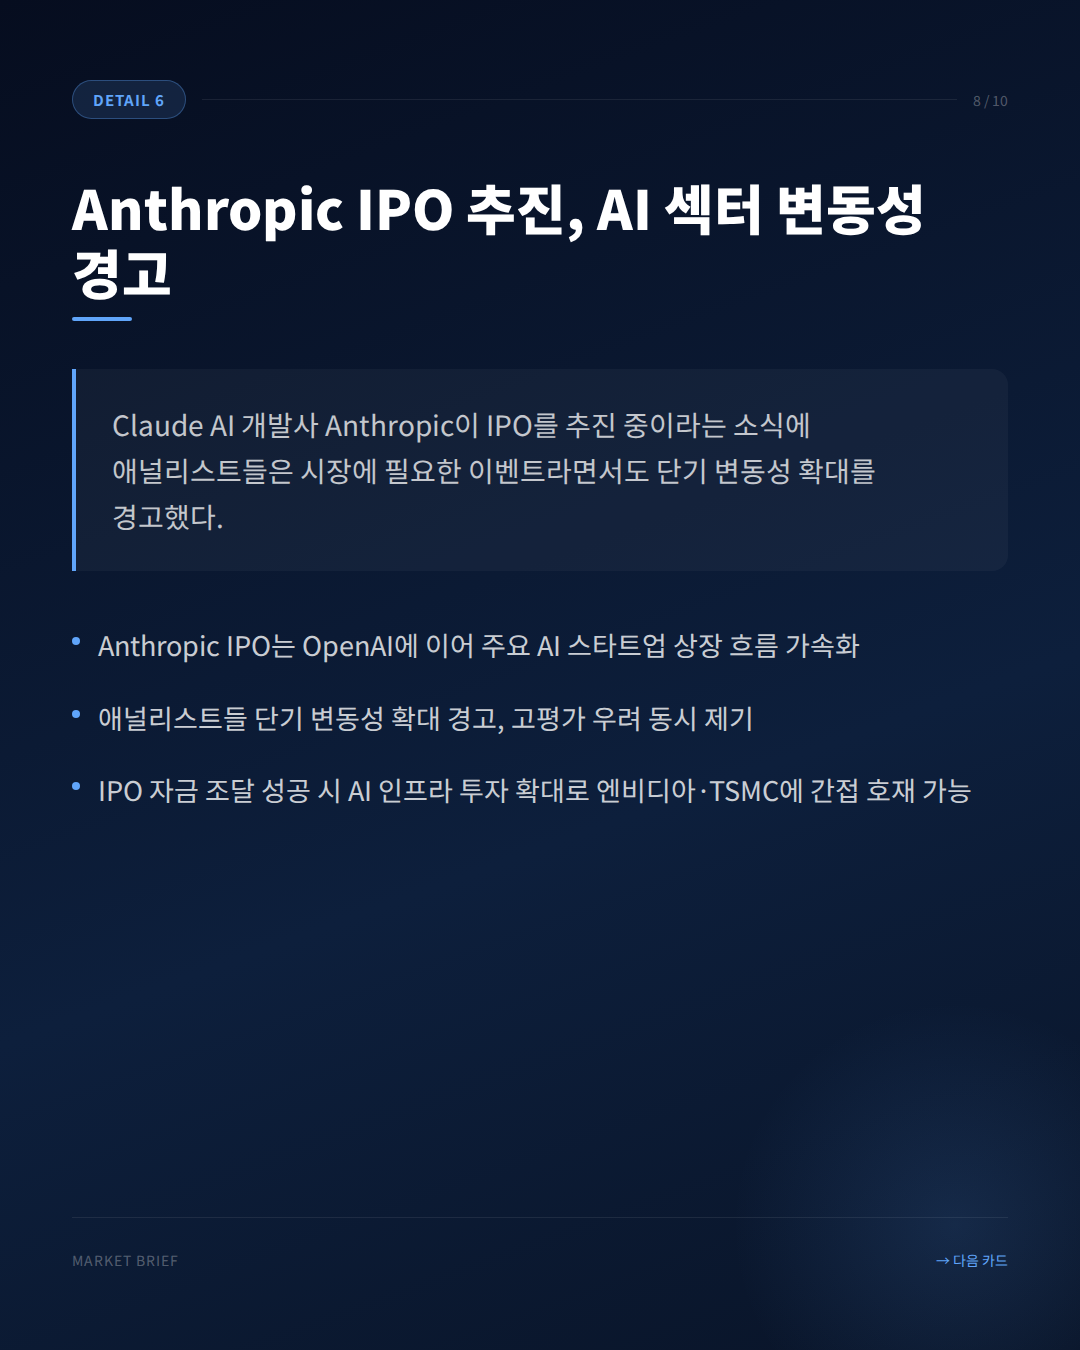 DETAIL 6
8 / 10
Anthropic IPO 추진, AI 섹터 변동성
경고
Claude AI 개발사 Anthropic이 IPO를 추진 중이라는 소식에
애널리스트들은 시장에 필요한 이벤트라면서도 단기 변동성 확대를
경고했다.
• Anthropic IPO는 OpenAI에 이어 주요 AI 스타트업 상장 흐름 가속화
• 애널리스트들 단기 변동성 확대 경고, 고평가 우려 동시 제기
• IPO 자금 조달 성공 시 AI 인프라 투자 확대로 엔비디아·TSMC에 간접 호재 가능
MARKET BRIEF
→ 다음 카드